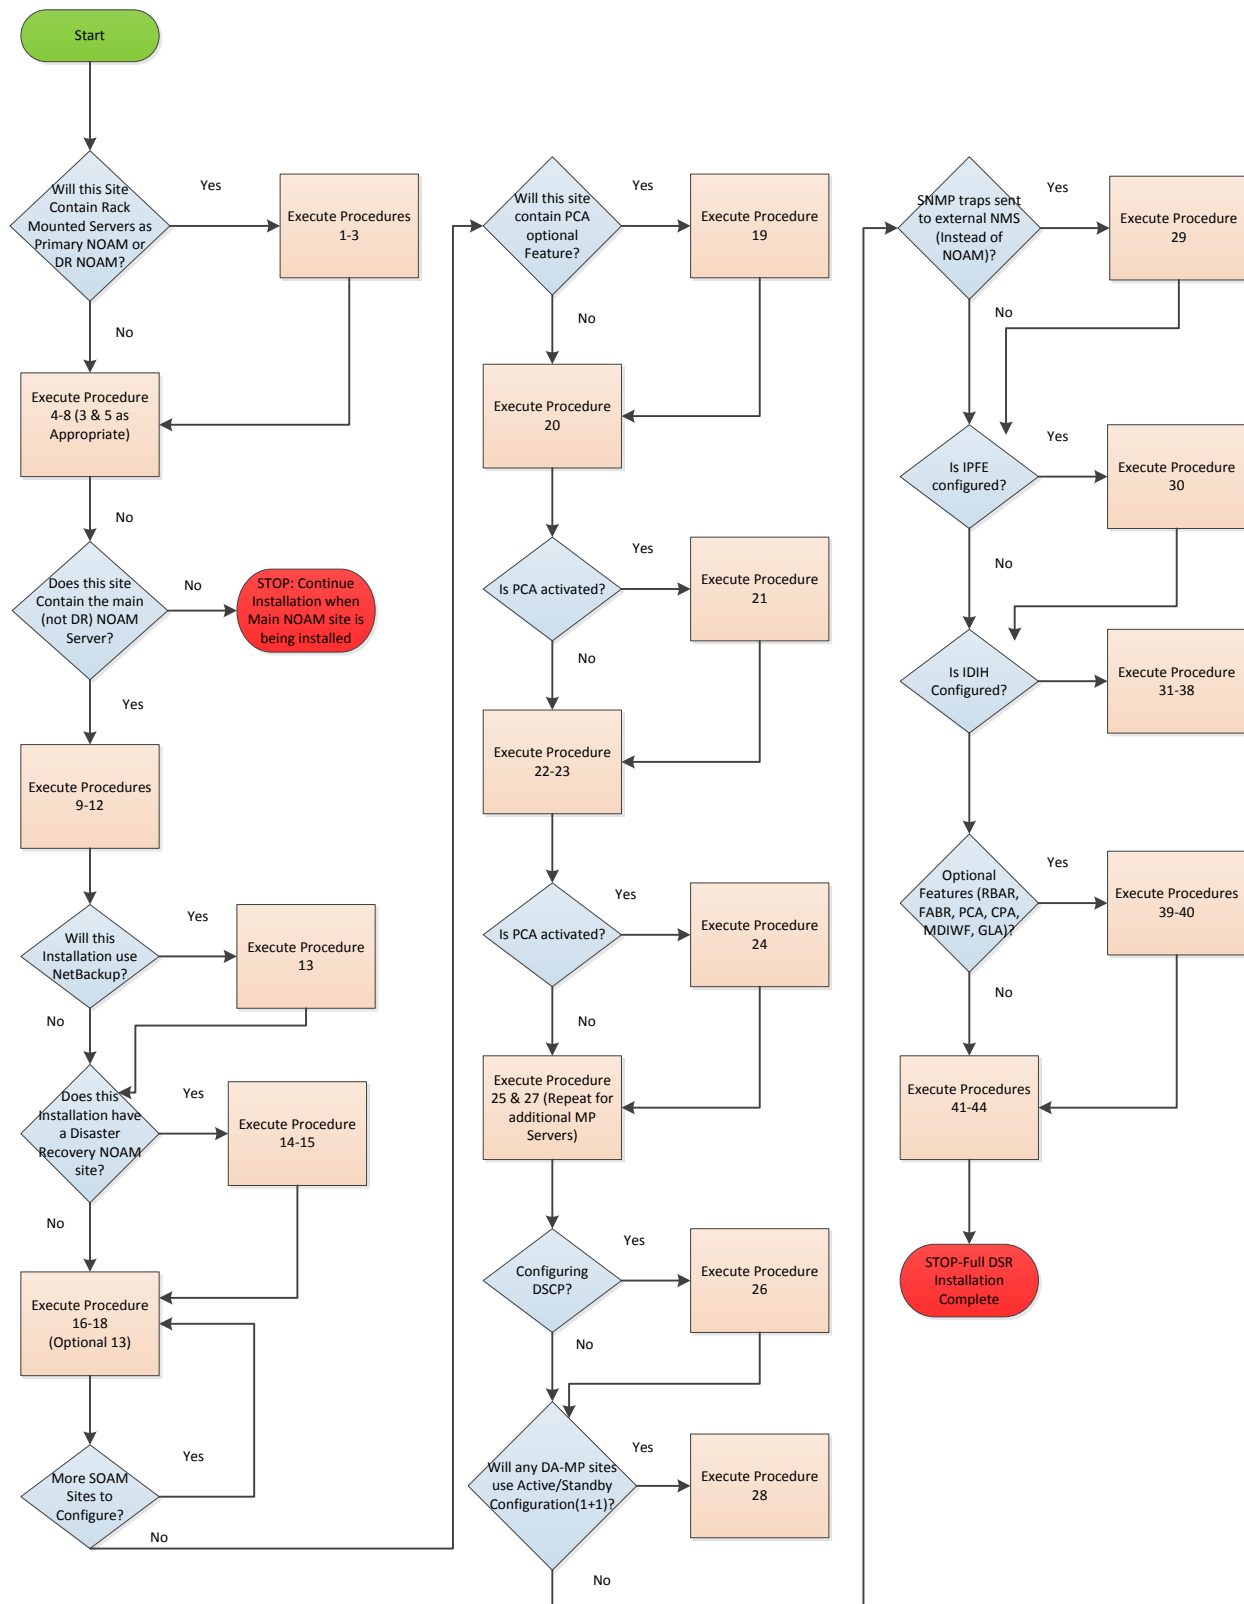 Start
Will this Site
Contain Rack
Mounted Servers as
Primary NOAM or
DR NOAM?
Yes
Execute Procedures
1-3
No
Execute Procedure
4-8 (3 & 5 as
Appropriate)
No
Does this site
Contain the main
(not DR) NOAM
Server?
No
STOP: Continue
Installation when
Main NOAM site is
being installed
Yes
Execute Procedures
9-12
Will this
Installation use
NetBackup?
Yes
Execute Procedure
13
No
Does this
Installation have
a Disaster
Recovery NOAM
site?
Yes
Execute Procedure
14-15
No
Execute Procedure
16-18
(Optional 13)
More SOAM
Sites to
Configure?
Yes
No
Will this site
contain PCA
optional
Feature?
Yes
Execute Procedure
19
No
Execute Procedure
20
Is PCA activated?
Yes
Execute Procedure
21
No
Execute Procedure
22-23
Is PCA activated?
Yes
Execute Procedure
24
No
Execute Procedure
25 & 27 (Repeat for
additional MP
Servers)
Configuring
DSCP?
Yes
Execute Procedure
26
No
Will any DA-MP sites
use Active/Standby
Configuration(1+1)?
Yes
Execute Procedure
28
No
SNMP traps sent
to external NMS
(Instead of
NOAM)?
Yes
Execute Procedure
29
No
Is IPFE
configured?
Yes
Execute Procedure
30
No
Is IDIH
Configured?
Execute Procedure
31-38
Optional
Features (RBAR,
FABR, PCA, CPA,
MDIWF, GLA)?
Yes
Execute Procedures
39-40
No
Execute Procedures
41-44
STOP-Full DSR
Installation
Complete